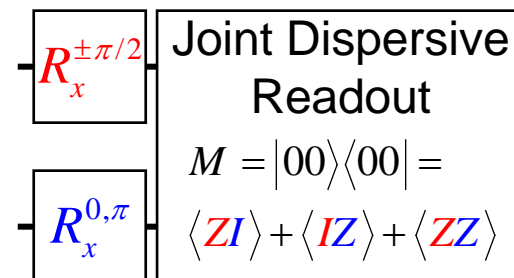 R_x^{±π/2}
Joint Dispersive
Readout
M = |00⟩⟨00| =
R_x^{0,π}
⟨ZI⟩ + ⟨IZ⟩ + ⟨ZZ⟩